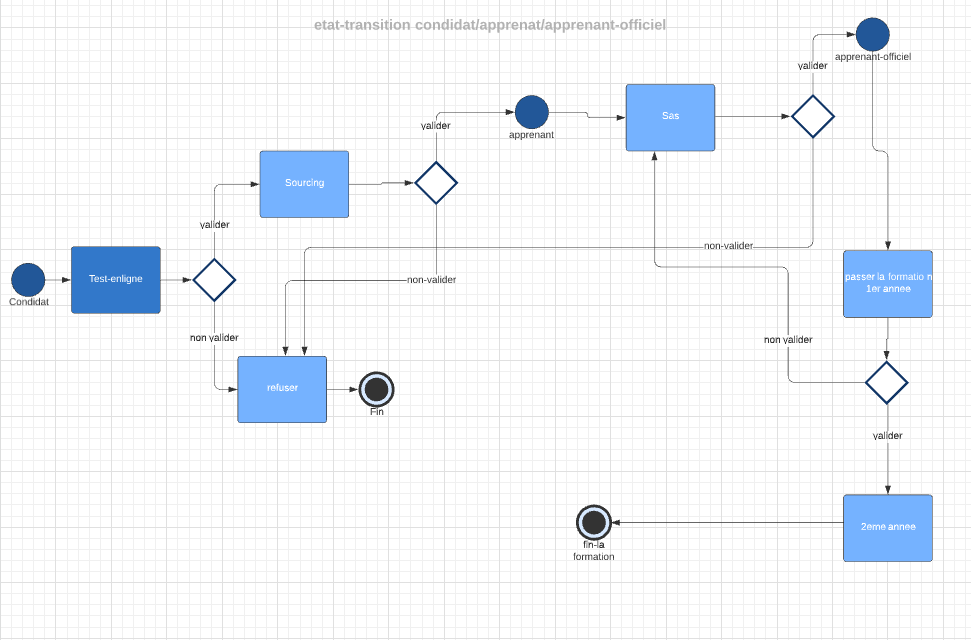 etat-transition condidat/apprenat/apprenant-officiel
valider
apprenant-officiel
Sas
valider
apprenant
Sourcing
valider
non-valider
Test-enligne
non-valider
Condidat
passer la formation
1er annee
non valider
non valider
refuser
Fin
valider
2eme annee
fin-la
formation